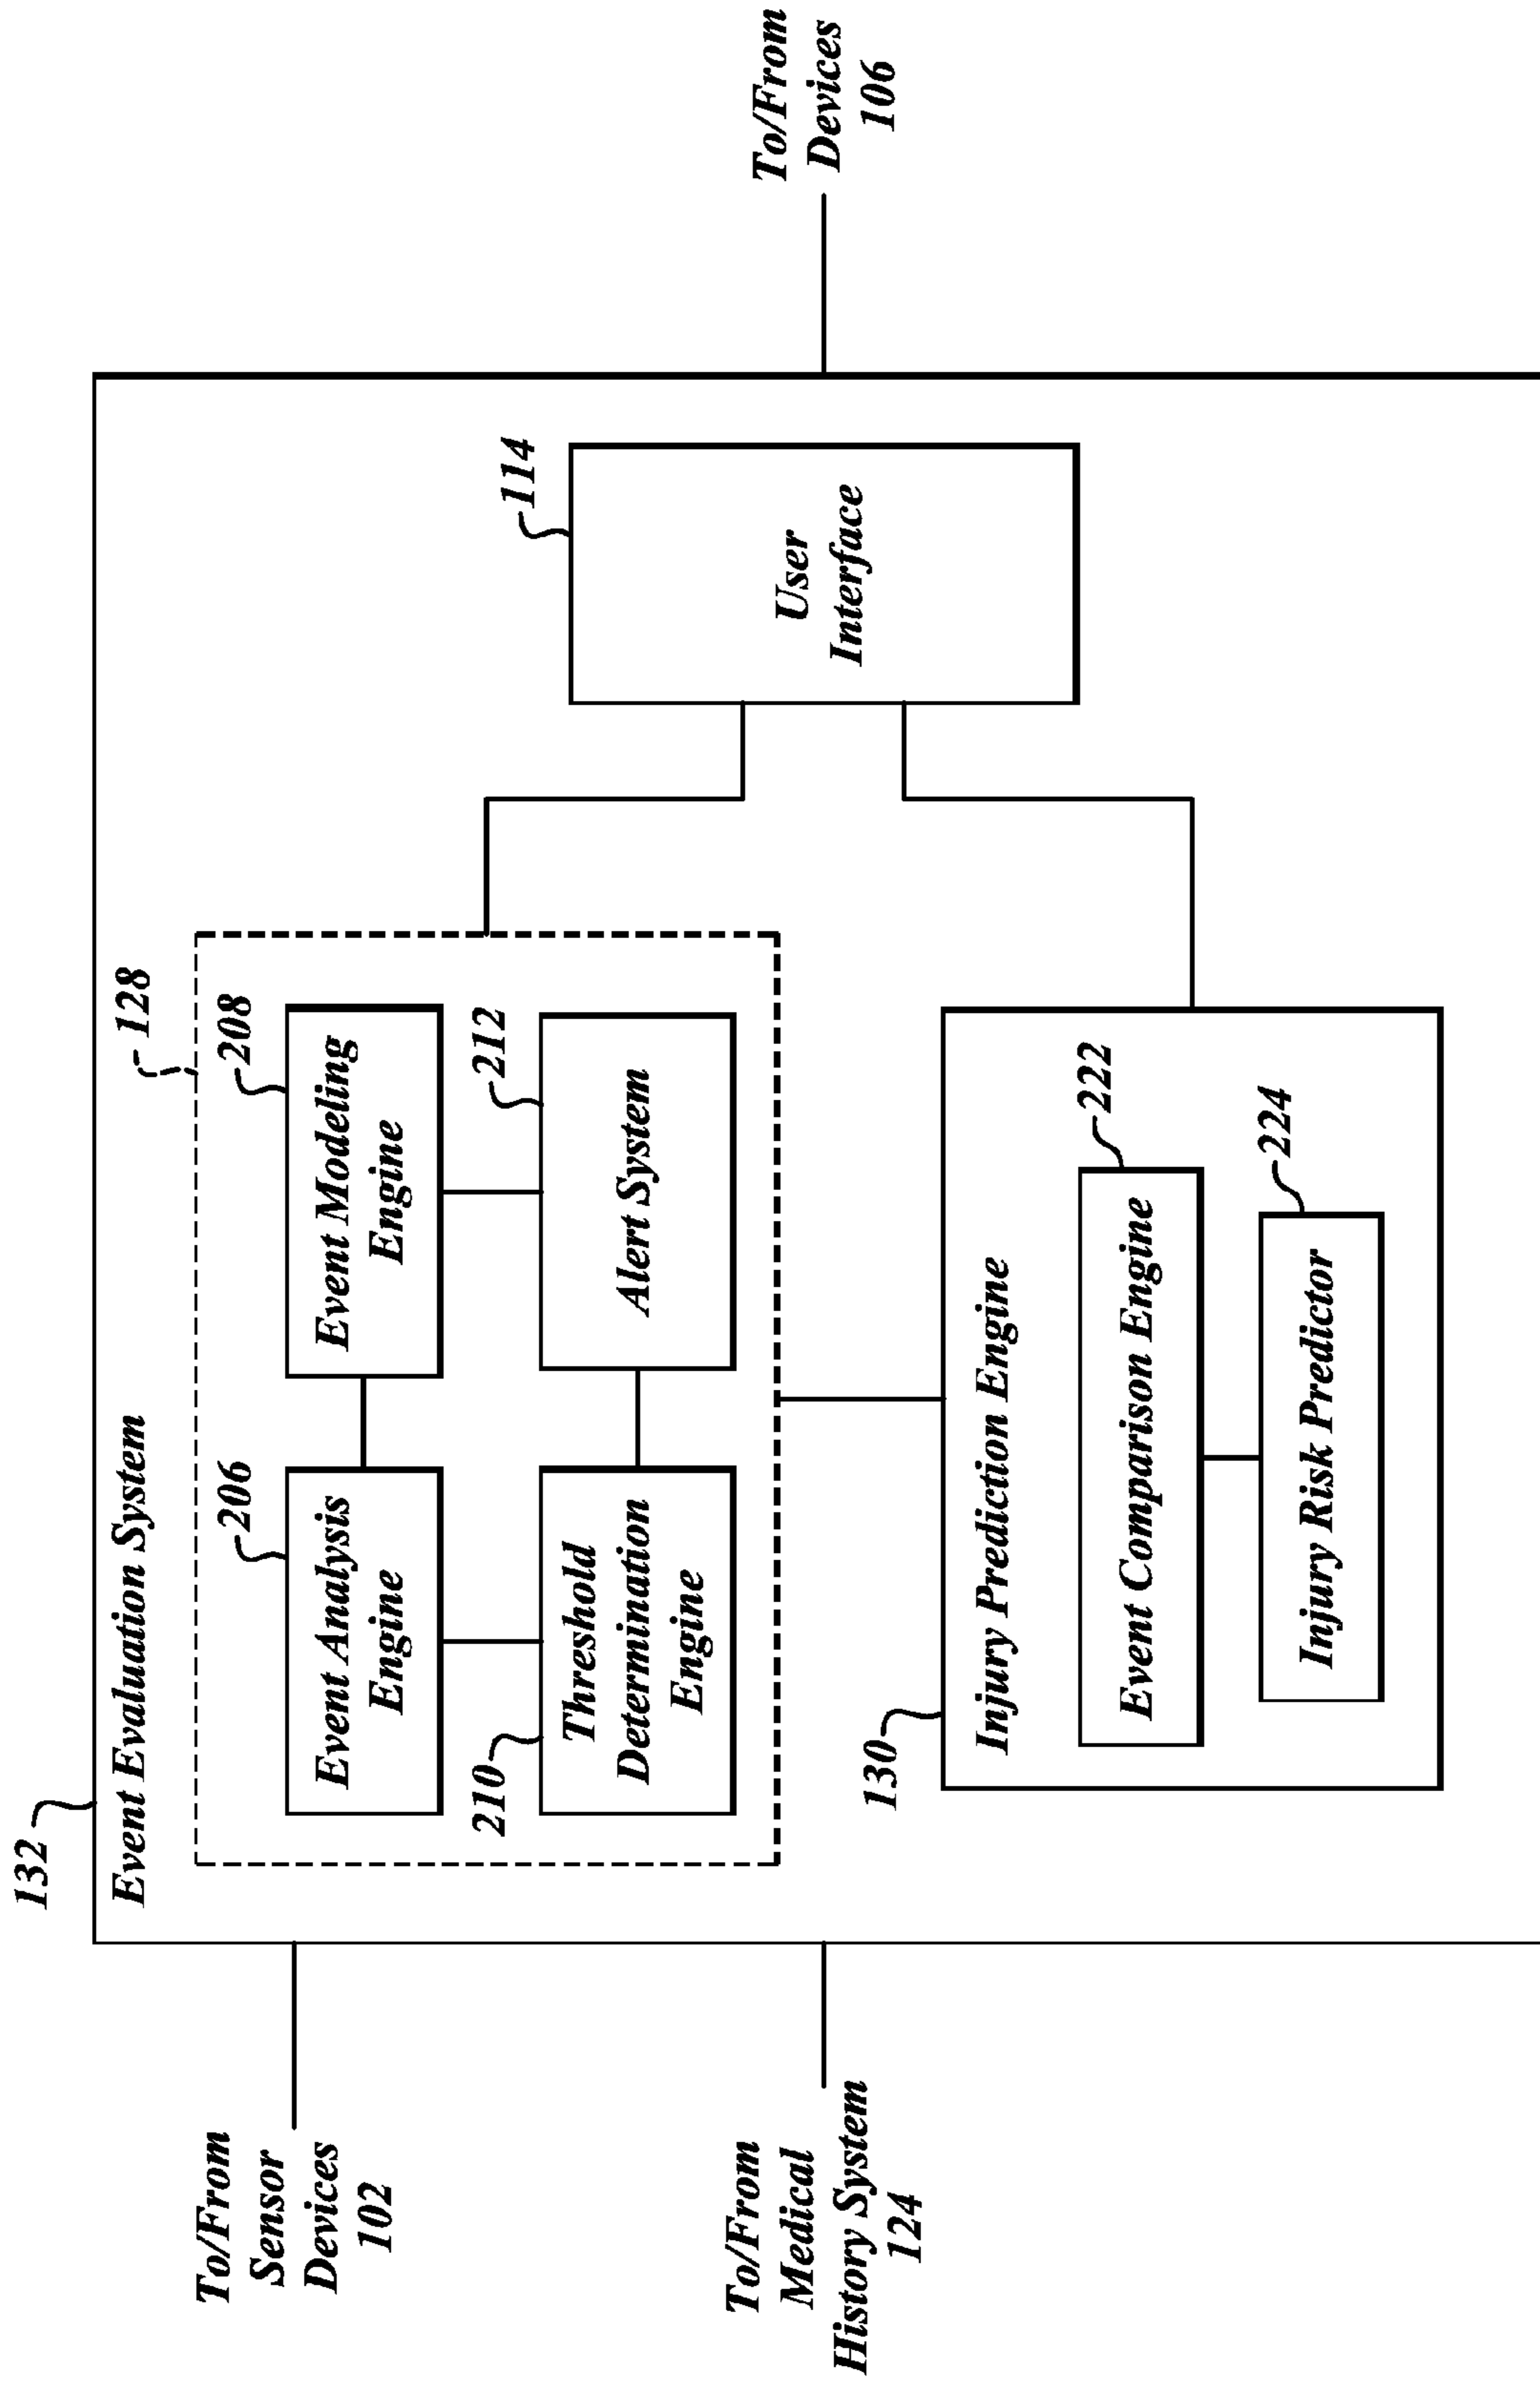 132
Event Evaluation System
128
206
208
Event Analysis
Engine
Event Modeling
Engine
210
212
Threshold
Determination
Engine
Alert System
130
Injury Prediction Engine
222
Event Comparison Engine
224
Injury Risk Predictor
114
User
Interface
To/From
Sensor
Devices
102
To/From
Medical
History System
124
To/From
Devices
106